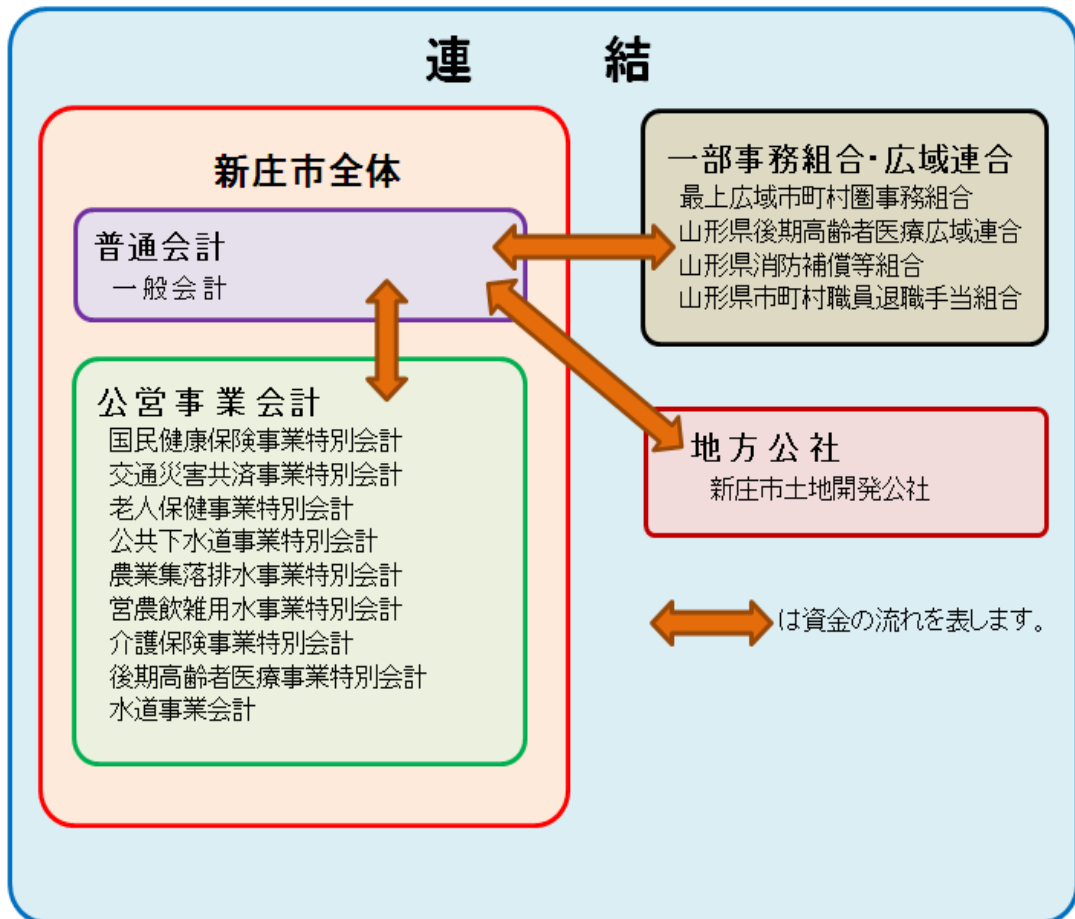 連結
新庄市全体
普通会計
一般会計
公営事業会計
国民健康保険事業特別会計
交通災害共済事業特別会計
老人保健事業特別会計
公共下水道事業特別会計
農業集落排水事業特別会計
営農飲雑用水事業特別会計
介護保険事業特別会計
後期高齢者医療事業特別会計
水道事業会計
一部事務組合・広域連合
最上広域市町村圏事務組合
山形県後期高齢者医療広域連合
山形県消防補償等組合
山形県市町村職員退職手当組合
地方公社
新庄市土地開発公社
は資金の流れを表します。